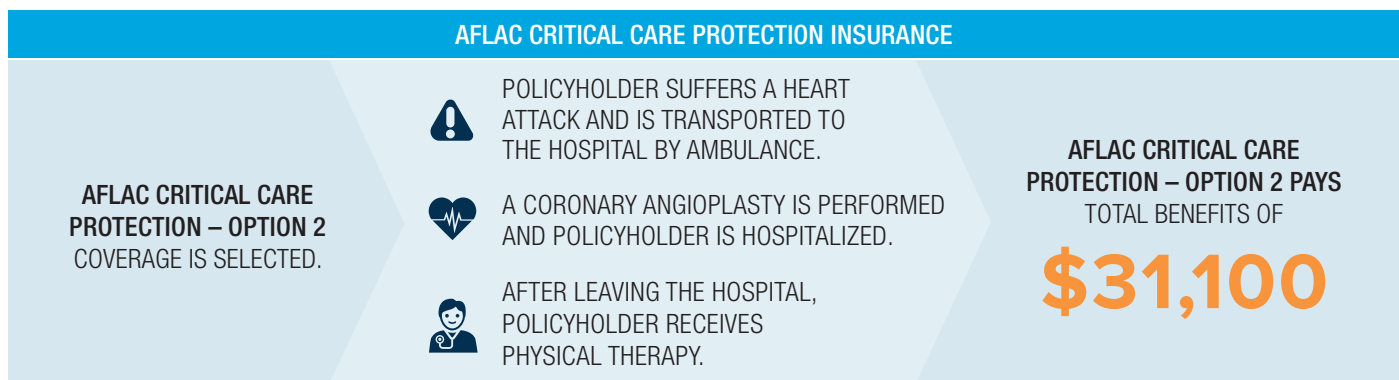 AFLAC CRITICAL CARE PROTECTION INSURANCE
AFLAC CRITICAL CARE
PROTECTION – OPTION 2
COVERAGE IS SELECTED.
POLICYHOLDER SUFFERS A HEART
ATTACK AND IS TRANSPORTED TO
THE HOSPITAL BY AMBULANCE.
A CORONARY ANGIOPLASTY IS PERFORMED
AND POLICYHOLDER IS HOSPITALIZED.
AFTER LEAVING THE HOSPITAL,
POLICYHOLDER RECEIVES
PHYSICAL THERAPY.
AFLAC CRITICAL CARE
PROTECTION – OPTION 2 PAYS
TOTAL BENEFITS OF
$31,100